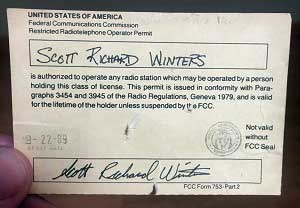 UNITED STATES OF AMERICA
Federal Communications Commission
Restricted Radiotelephone Operator Permit
SCOTT RICHARD WINTERS
is authorized to operate any radio station which may be operated by a person
holding this class of license. This permit is issued in conformity with Para-
graphs 3454 and 3945 of the Radio Regulations, Geneva 1979, and is valid
for the lifetime of the holder unless suspended by the FCC.
9-22-89
Not valid
without
FCC Seal
Scott Richard Winters
FCC Form 753-Part 2